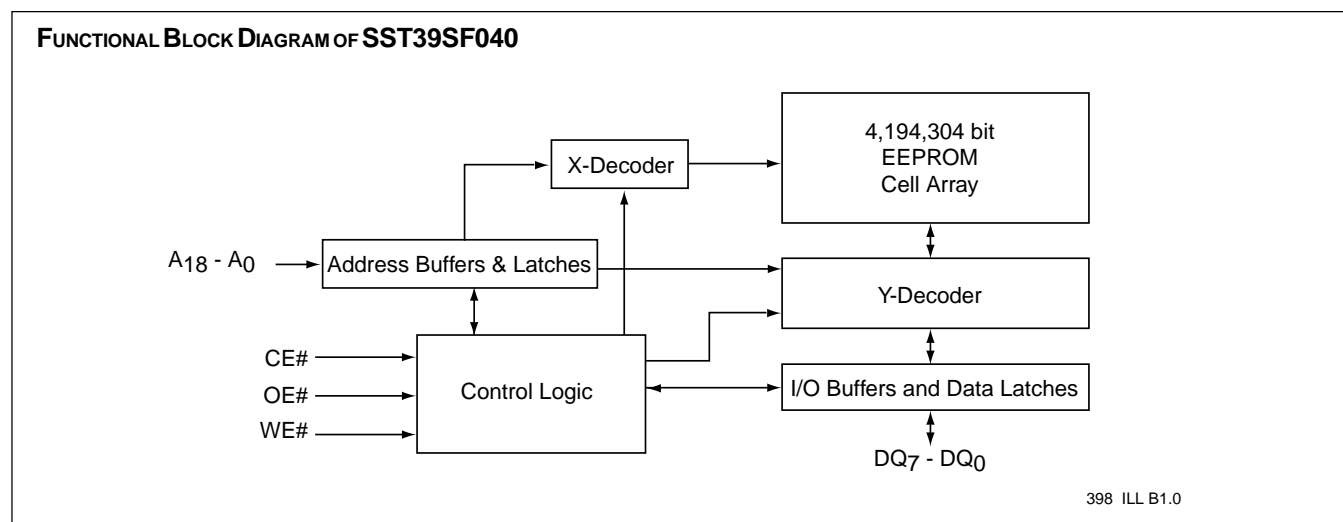 FUNCTIONAL BLOCK DIAGRAM OF SST39SF040
4,194,304 bit
EEPROM
Cell Array
X-Decoder
A18 - A0
Address Buffers & Latches
Y-Decoder
CE#
OE#
WE#
Control Logic
I/O Buffers and Data Latches
DQ7 - DQ0
398 ILL B1.0